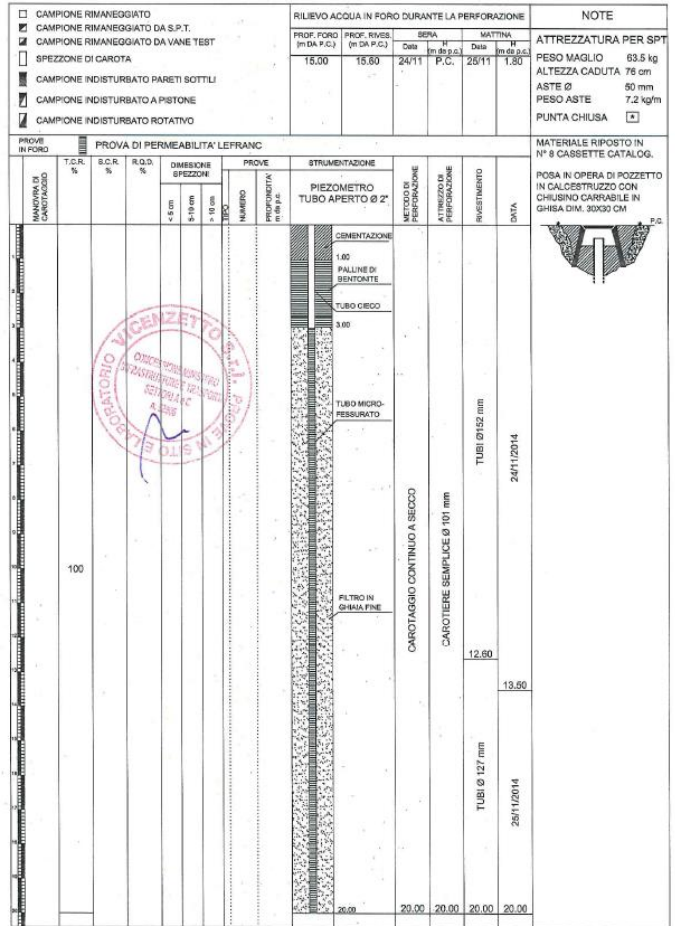 CAMPIONE RIMANEGGIATO
CAMPIONE RIMANEGGIATO DA S.P.T.
CAMPIONE RIMANEGGIATO DA VANE TEST
SPEZZONE DI CAROTA
CAMPIONE INDISTURBATO PARETI SOTTILI
CAMPIONE INDISTURBATO A PISTONE
CAMPIONE INDISTURBATO ROTATIVO
RILIEVO ACQUA IN FORO DURANTE LA PERFORAZIONE
PROF. FORO (m DA P.C.)
PROF. RIVES. (m DA P.C.)
SERA
MATTINA
Data
H (m da p.c.)
Data
H (m da p.c.)
15.00 15.60 24/11 P.C. 25/11 1.80
NOTE
ATTREZZATURA PER SPT
PESO MAGLIO 63.5 kg
ALTEZZA CADUTA 76 cm
ASTE Ø 50 mm
PESO ASTE 7.2 kg/m
PUNTA CHIUSA
PROVE IN FORO
PROVA DI PERMEABILITA' LEFRANC
MATERIALE RIPOSTO IN
N° 8 CASSETTE CATALOG.
POSA IN OPERA DI POZZETTO
IN CALCESTRUZZO CON
CHIUSINO CARRABILE IN
GHISA DIM. 30X30 CM
P.C.
MANOVRA DI CAROTAGGIO
T.C.R. %
S.C.R. %
R.Q.D. %
DIMESIONE SPEZZONI
< 5 cm
5-10 cm
> 10 cm
PROVE
TIPO
NUMERO
PROFONDITA' m da p.c.
STRUMENTAZIONE
PIEZOMETRO
TUBO APERTO Ø 2"
METODO DI PERFORAZIONE
ATTREZZO DI PERFORAZIONE
RIVESTIMENTO
DATA
CEMENTAZIONE
1.00
PALLINE DI
BENTONITE
TUBO CIECO
3.00
TUBO MICRO-
FESSURATO
FILTRO IN
GHIAIA FINE
20.00
100
CAROTAGGIO CONTINUO A SECCO
CAROTIERE SEMPLICE Ø 101 mm
TUBI Ø152 mm
12.60
TUBI Ø 127 mm
24/11/2014
13.50
25/11/2014
20.00 20.00 20.00 20.00
VICENZETTO S.r.l.
PROVE IN SITO E LABORATORIO